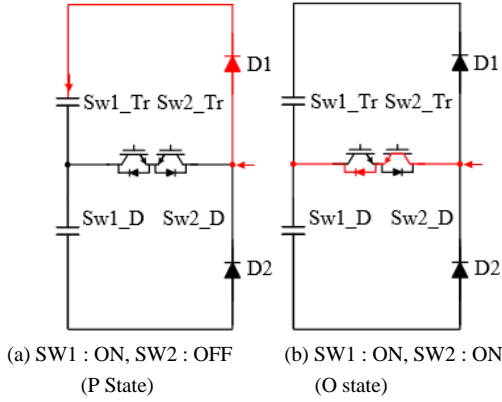 D1 D1
Sw1_Tr Sw2_Tr Sw1_Tr Sw2_Tr
Sw1_D Sw2_D Sw1_D Sw2_D
D2 D2
(a) SW1 : ON, SW2 : OFF (b) SW1 : ON, SW2 : ON
(P State) (O state)